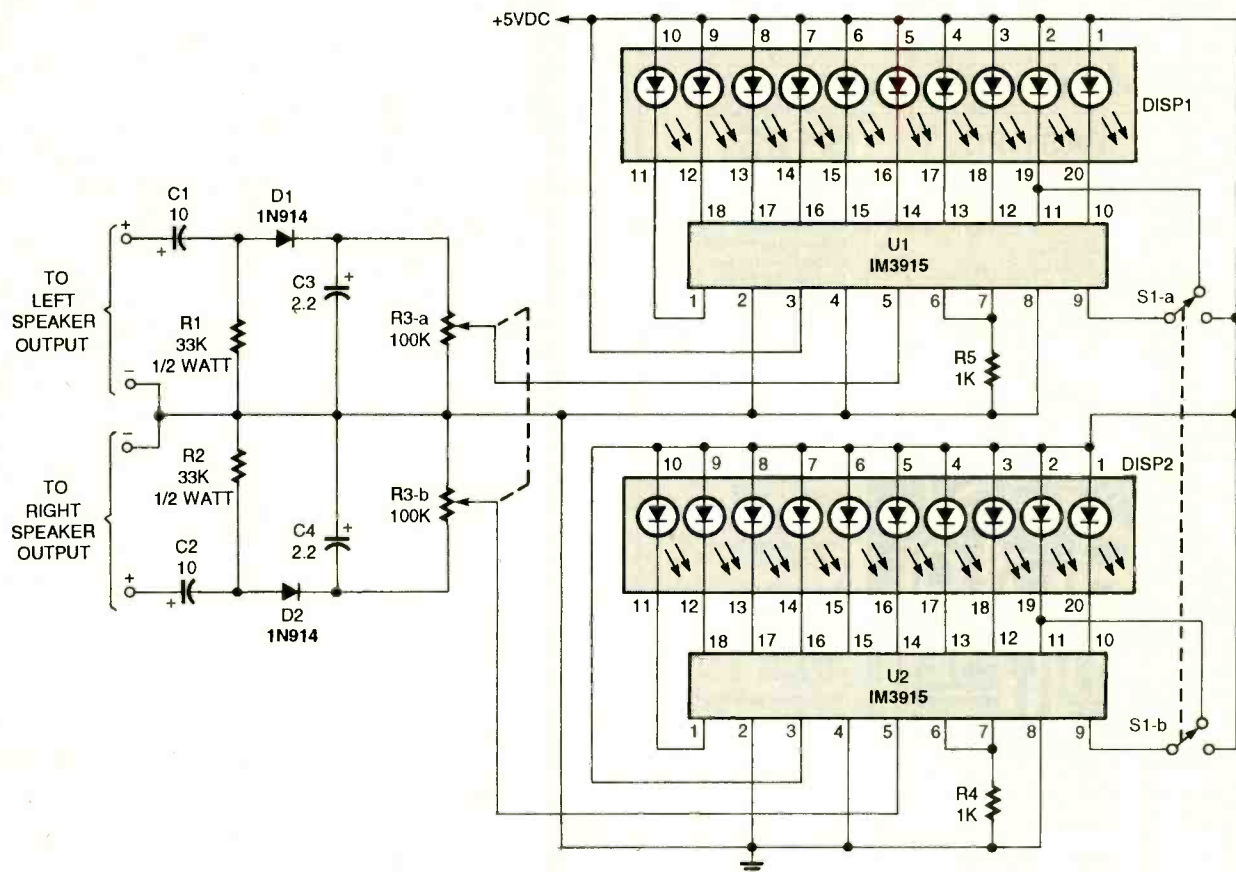 +5VDC
10 9 8 7 6 5 4 3 2 1
DISP1
11 12 13 14 15 16 17 18 19 20
18 17 16 15 14 13 12 11 10
U1
IM3915
1 2 3 4 5 6 7 8 9
S1-a
R5
1K
C1
10
+
+
D1
1N914
TO
LEFT
SPEAKER
OUTPUT
R1
33K
1/2 WATT
C3
2.2
+
R3-a
100K
−
−
TO
RIGHT
SPEAKER
OUTPUT
R2
33K
1/2 WATT
C4
2.2
+
R3-b
100K
C2
10
+
+
D2
1N914
10 9 8 7 6 5 4 3 2 1
DISP2
11 12 13 14 15 16 17 18 19 20
18 17 16 15 14 13 12 11 10
U2
IM3915
1 2 3 4 5 6 7 8 9
S1-b
R4
1K